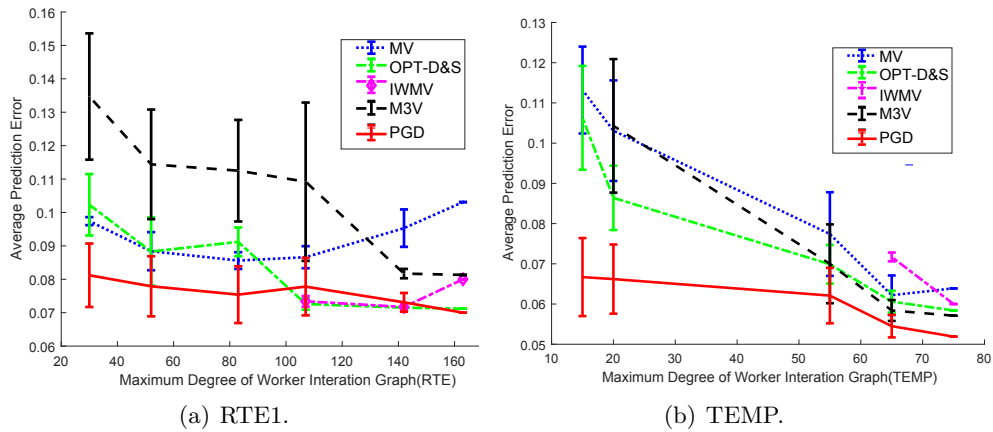 0.16
0.15
0.14
0.13
0.12
0.11
0.1
0.09
0.08
0.07
0.06
Average Prediction Error
20 40 60 80 100 120 140 160
Maximum Degree of Worker Interation Graph(RTE)
MV
OPT-D&S
IWMV
M3V
PGD
(a) RTE1.
0.13
0.12
0.11
0.1
0.09
0.08
0.07
0.06
0.05
Average Prediction Error
10 20 30 40 50 60 70 80
Maximum Degree of Worker Interation Graph(TEMP)
MV
OPT-D&S
IWMV
M3V
PGD
(b) TEMP.